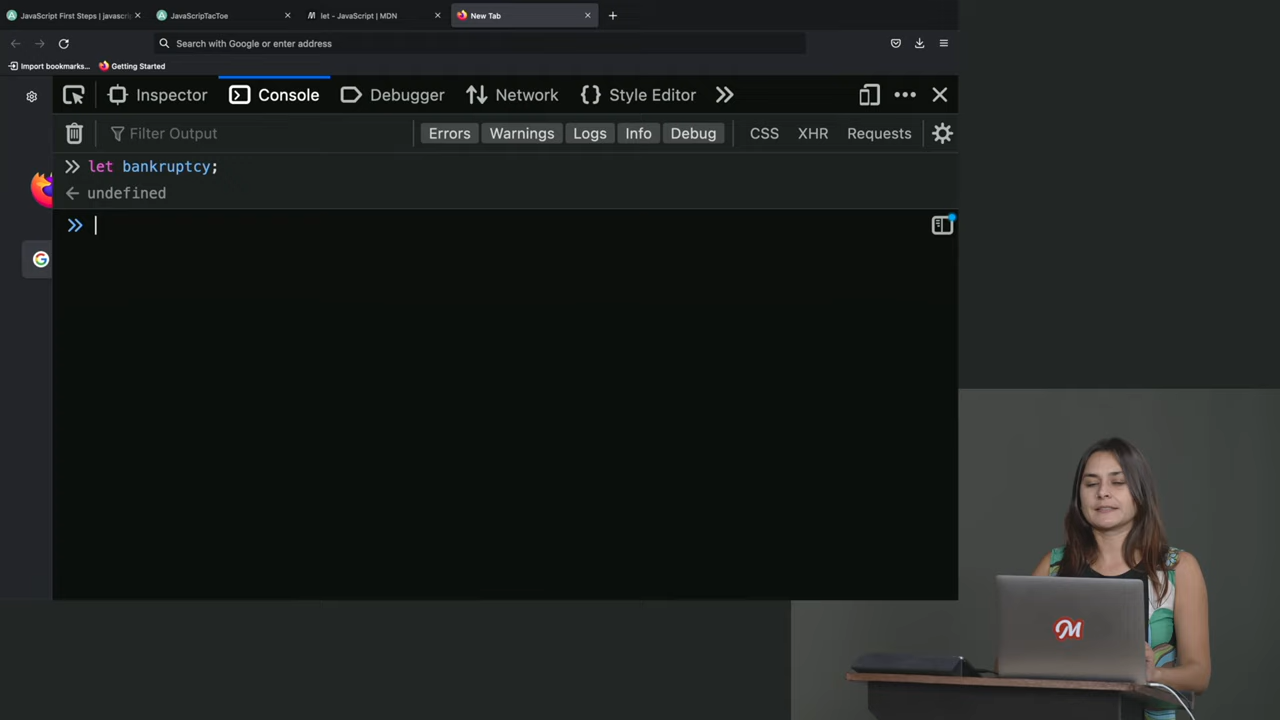 JavaScript First Steps | javascri
JavaScripTacToe
let - JavaScript | MDN
New Tab
Search with Google or enter address
Import bookmarks...
Getting Started
Inspector
Console
Debugger
Network
Style Editor
Filter Output
Errors
Warnings
Logs
Info
Debug
CSS
XHR
Requests
let bankruptcy;
undefined
M